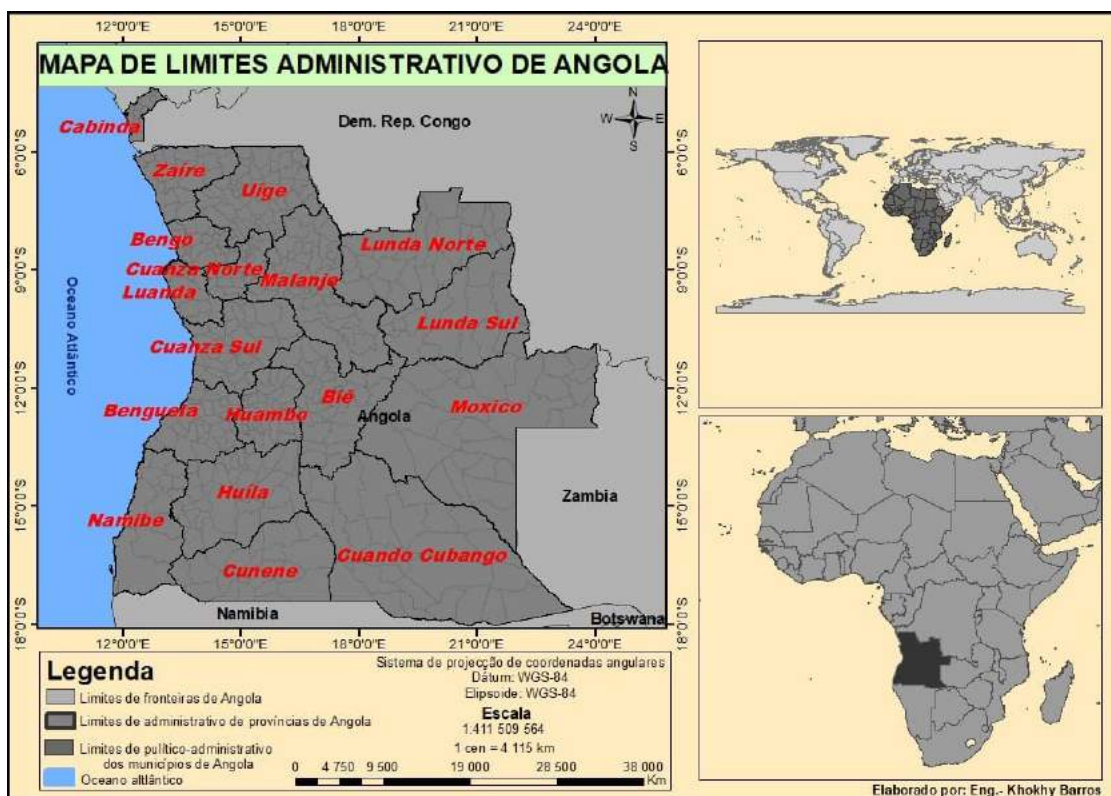 12°0'0"E 15°0'0"E 18°0'0"E 21°0'0"E 24°0'0"E
MAPA DE LIMITES ADMINISTRATIVO DE ANGOLA
N
W E
S
Cabinda
Dem. Rep. Congo
Zaíre
Uige
Bengo
Lunda Norte
Cuanza Norte
Malanje
Luanda
Lunda Sul
Cuanza Sul
Oceano Atlântico
Benguela
Huambo
Bié
Angola
Moxico
Huíla
Zambia
Namibe
Cuando Cubango
Cunene
Namibia
Botswana
6°0'0"S
9°0'0"S
12°0'0"S
15°0'0"S
18°0'0"S
6°0'0"S
9°0'0"S
12°0'0"S
15°0'0"S
18°0'0"S
12°0'0"E 15°0'0"E 18°0'0"E 21°0'0"E 24°0'0"E
Legenda
Limites de fronteiras de Angola
Limites de administrativo de províncias de Angola
Limites de político-administrativo
dos municípios de Angola
Oceano altlântico
Sistema de projecção de coordenadas angulares
Dátum: WGS-84
Elipsoide: WGS-84
Escala
1:411 509 564
1 cen = 4 115 km
0 4 750 9 500 19 000 28 500 38 000
Km
Elaborado por: Eng.- Khokhy Barros